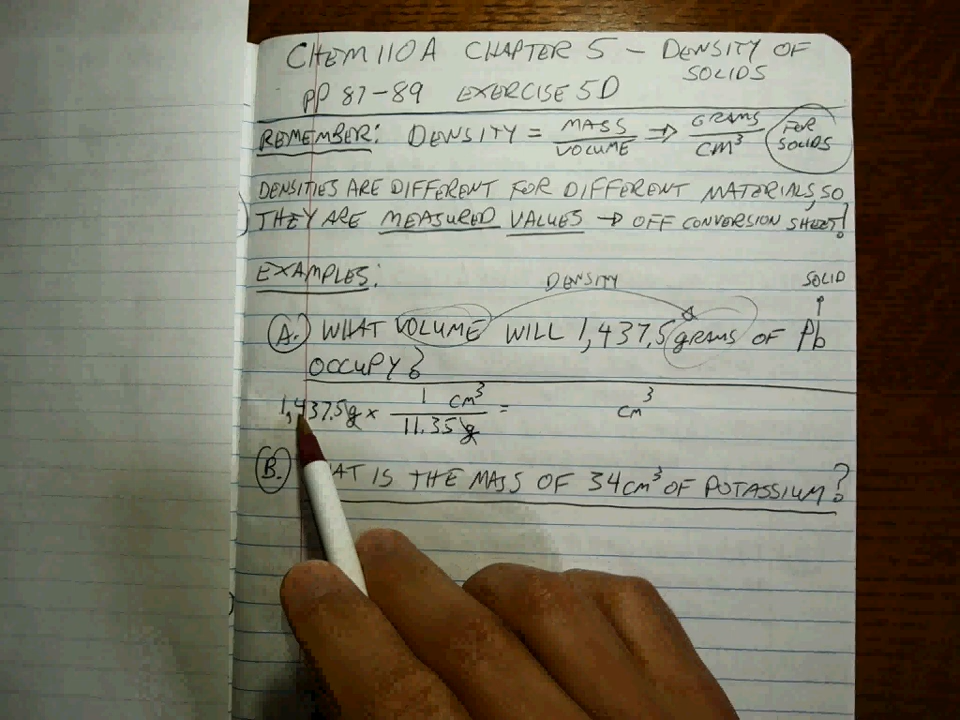 CHEM 110A CHAPTER 5 - DENSITY OF SOLIDS
PP 87-89 EXERCISE 5D
REMEMBER: DENSITY = MASS/VOLUME ⇒ GRAMS/CM³ FOR SOLIDS
DENSITIES ARE DIFFERENT FOR DIFFERENT MATERIALS, SO
THEY ARE MEASURED VALUES → OFF CONVERSION SHEET!
EXAMPLES: DENSITY SOLID
A. WHAT VOLUME WILL 1,437.5 grams OF Pb
OCCUPY?
1,437.5g x 1 cm³/11.35g = cm³
B. IS THE MASS OF 34cm³ OF POTASSIUM?